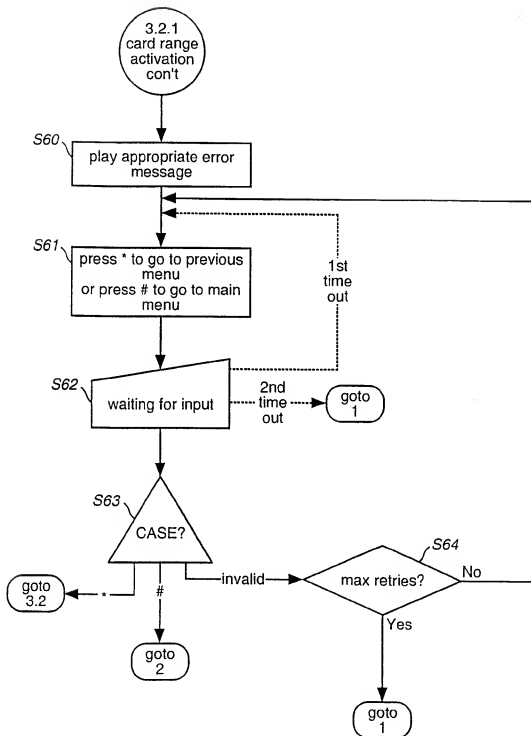 3.2.1
card range
activation
con't
S60
play appropriate error
message
S61
press * to go to previous
menu
or press # to go to main
menu
1st
time
out
S62
waiting for input
2nd
time
out
goto
1
S63
CASE?
S64
invalid
max retries?
No
goto
3.2
*
#
Yes
goto
2
goto
1